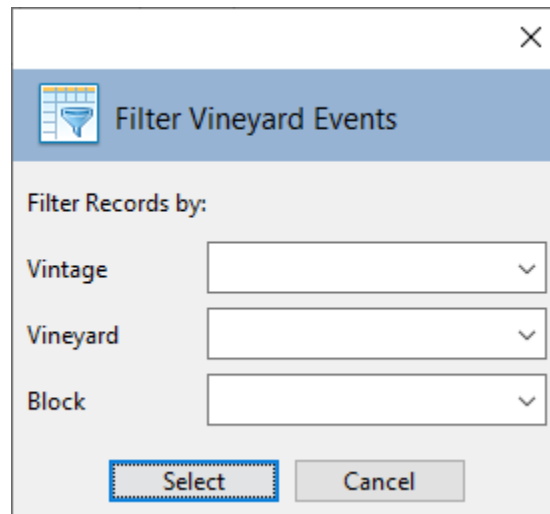 Filter Vineyard Events
Filter Records by:
Vintage
Vineyard
Block
Select Cancel